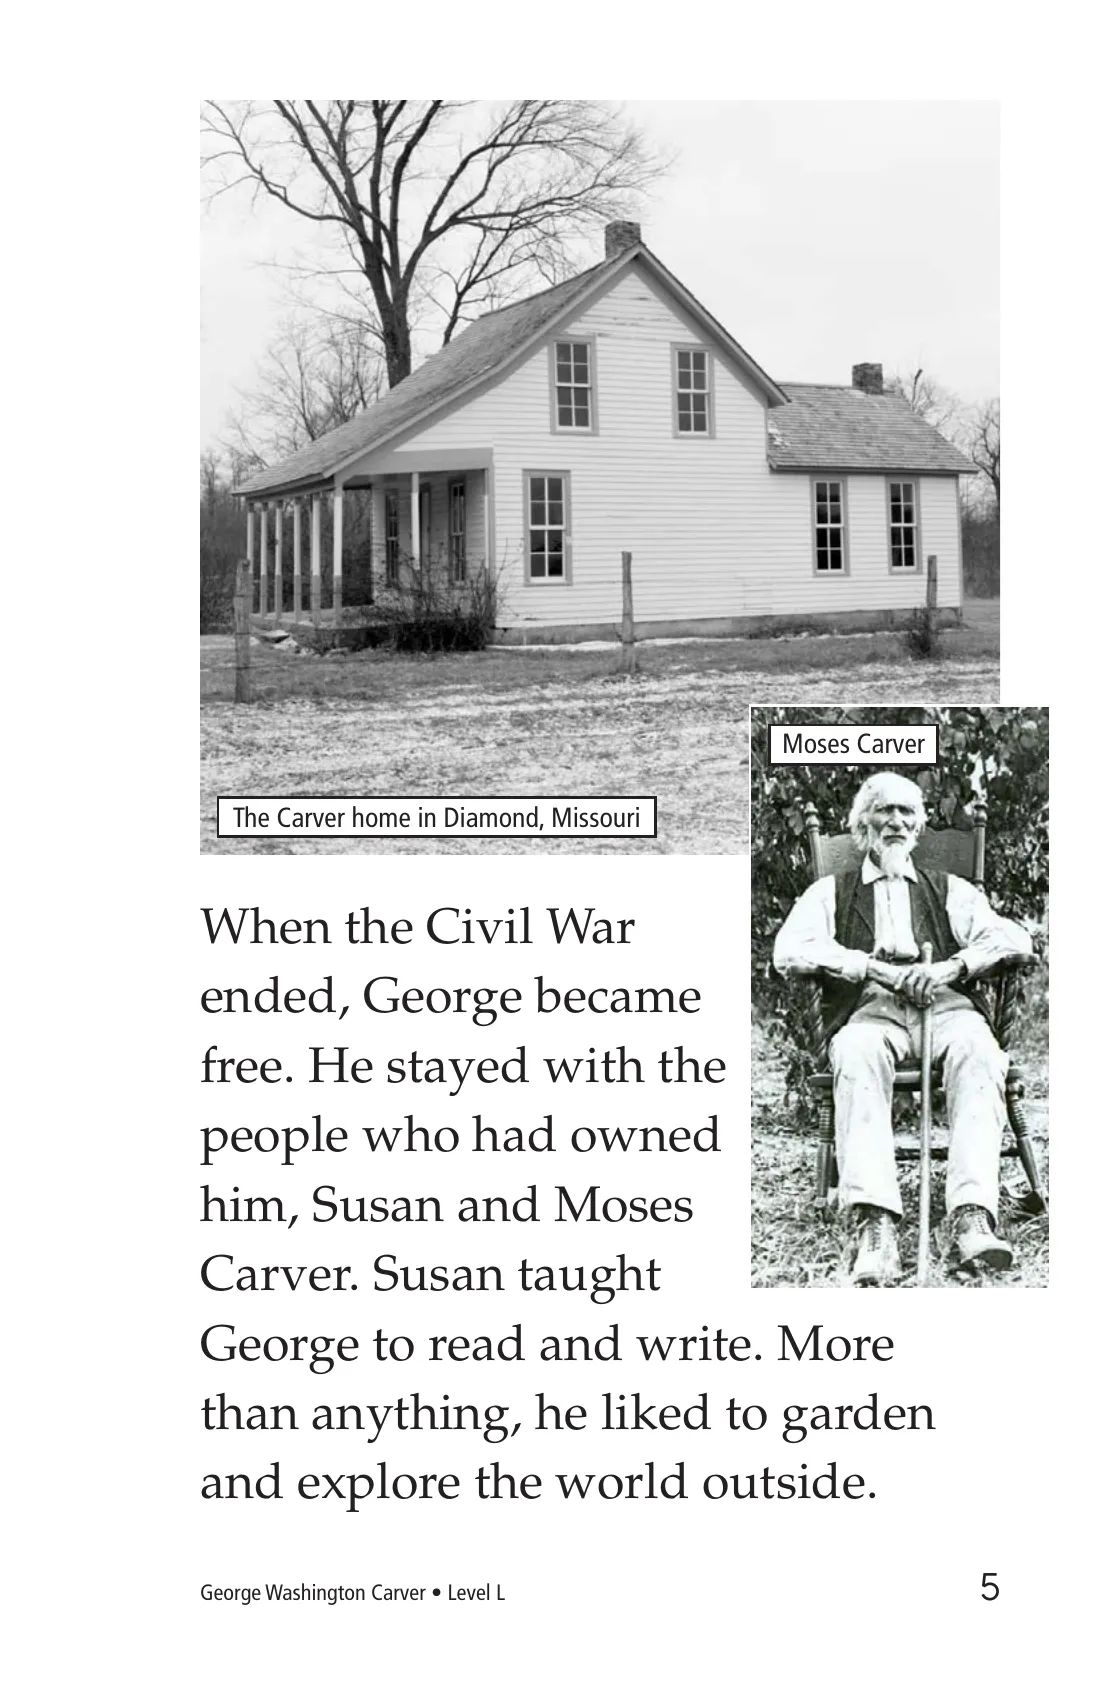 Moses Carver
The Carver home in Diamond, Missouri
When the Civil War
ended, George became
free. He stayed with the
people who had owned
him, Susan and Moses
Carver. Susan taught
George to read and write. More
than anything, he liked to garden
and explore the world outside.
George Washington Carver • Level L
5